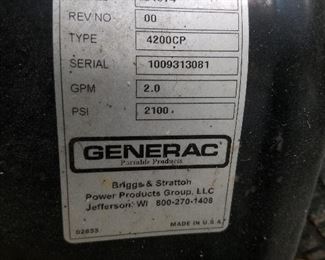 REV NO 00
TYPE 4200CP
SERIAL 1009313081
GPM 2.0
PSI 2100
GENERAC
Portable Products
Briggs & Stratton
Power Products Group, LLC
Jefferson, WI 800-270-1408
02633 MADE IN U.S.A.